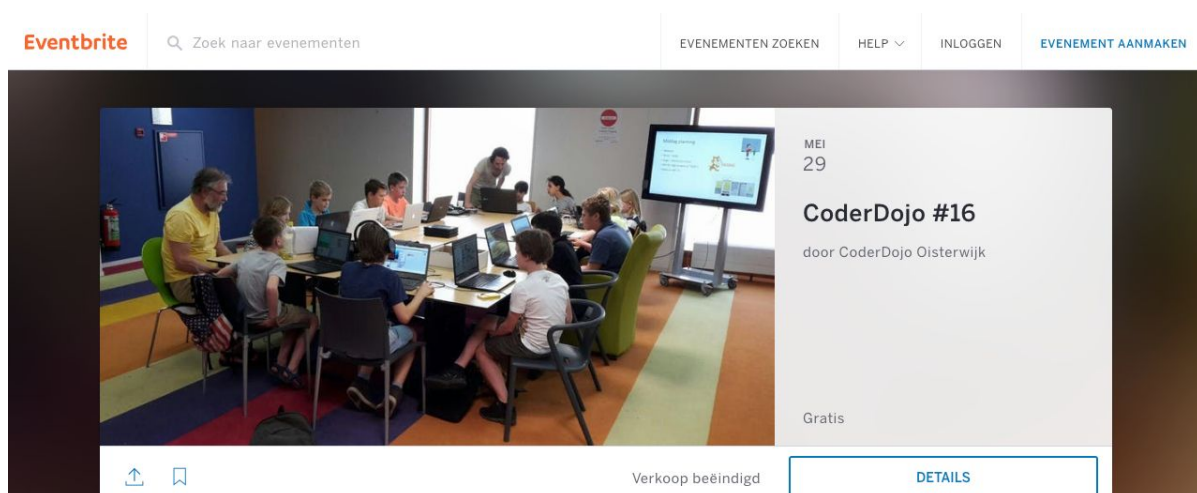 Eventbrite
Zoek naar evenementen
EVENEMENTEN ZOEKEN
HELP
INLOGGEN
EVENEMENT AANMAKEN
MEI
29
CoderDojo #16
door CoderDojo Oisterwijk
Gratis
Verkoop beëindigd
DETAILS